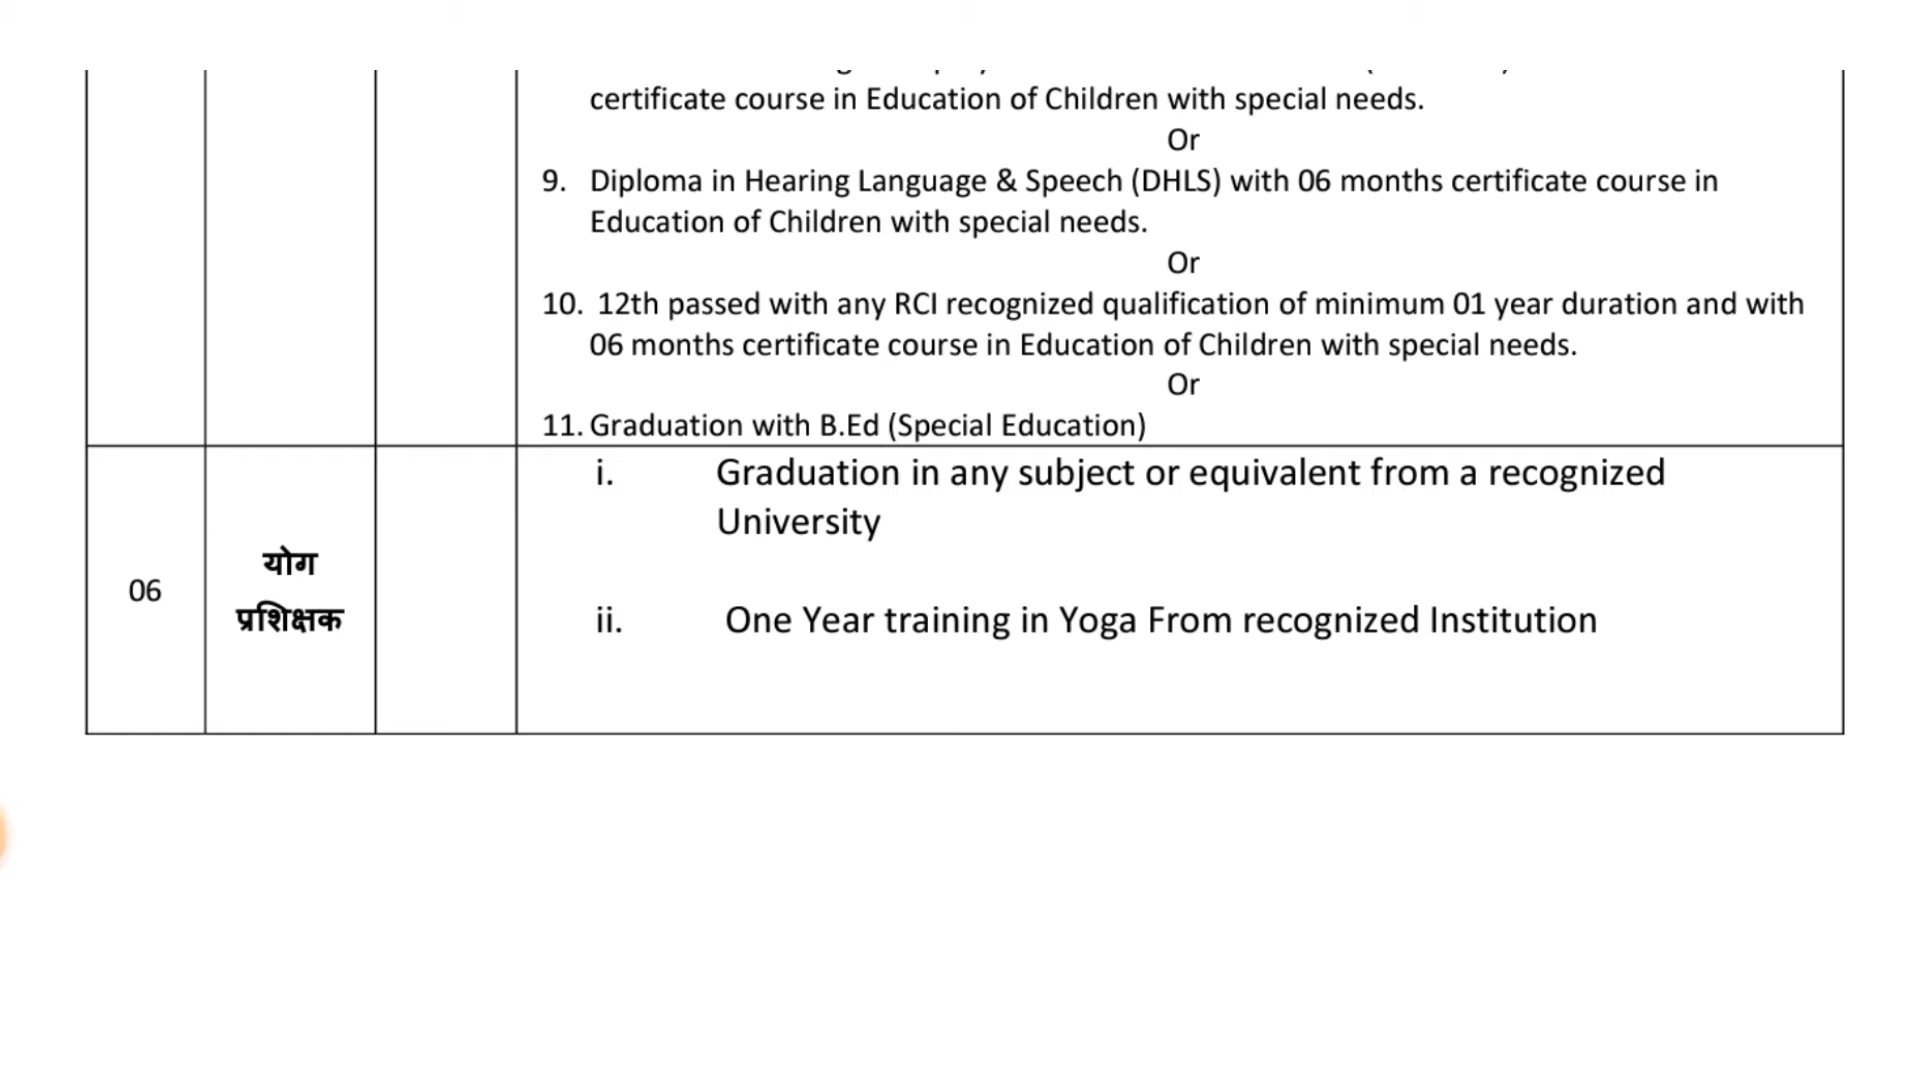 certificate course in Education of Children with special needs.
Or
9. Diploma in Hearing Language & Speech (DHLS) with 06 months certificate course in
Education of Children with special needs.
Or
10. 12th passed with any RCI recognized qualification of minimum 01 year duration and with
06 months certificate course in Education of Children with special needs.
Or
11. Graduation with B.Ed (Special Education)
06
योग
प्रशिक्षक
i. Graduation in any subject or equivalent from a recognized
University
ii. One Year training in Yoga From recognized Institution